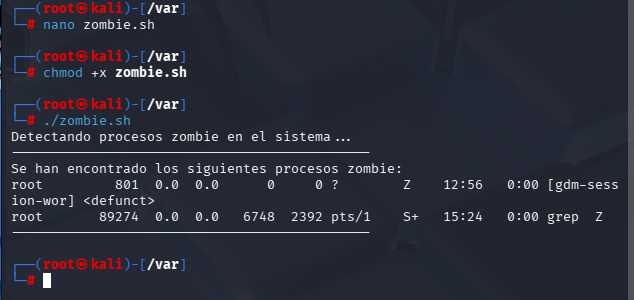 ┌──(root㉿kali)-[/var]
└─# nano zombie.sh
┌──(root㉿kali)-[/var]
└─# chmod +x zombie.sh
┌──(root㉿kali)-[/var]
└─# ./zombie.sh
Detectando procesos zombie en el sistema...
─────────────────────────────────────────────
Se han encontrado los siguientes procesos zombie:
root         801  0.0  0.0      0     0 ?        Z    12:56   0:00 [gdm-sess
ion-wor] <defunct>
root       89274  0.0  0.0   6748  2392 pts/1    S+   15:24   0:00 grep  Z
─────────────────────────────────────────────
┌──(root㉿kali)-[/var]
└─#